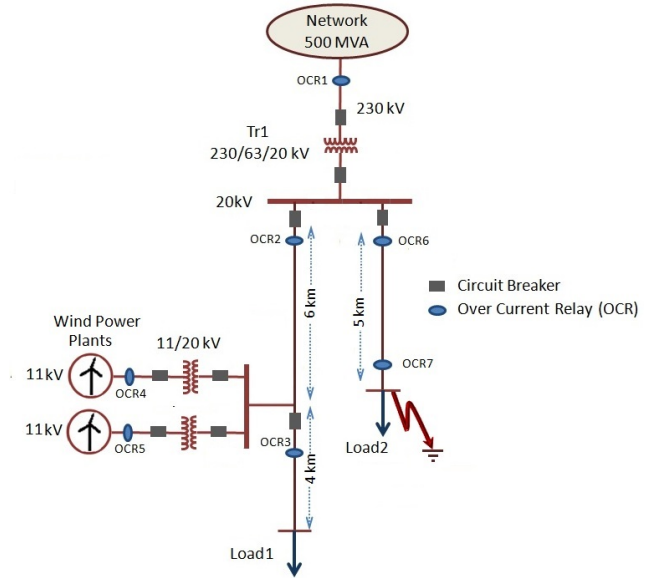 Network
500 MVA
OCR1
230 kV
Tr1
230/63/20 kV
20kV
OCR2
OCR6
6 km
5 km
Circuit Breaker
Over Current Relay (OCR)
Wind Power
Plants
11/20 kV
11kV
OCR4
OCR7
11kV
OCR5
OCR3
4 km
Load2
Load1